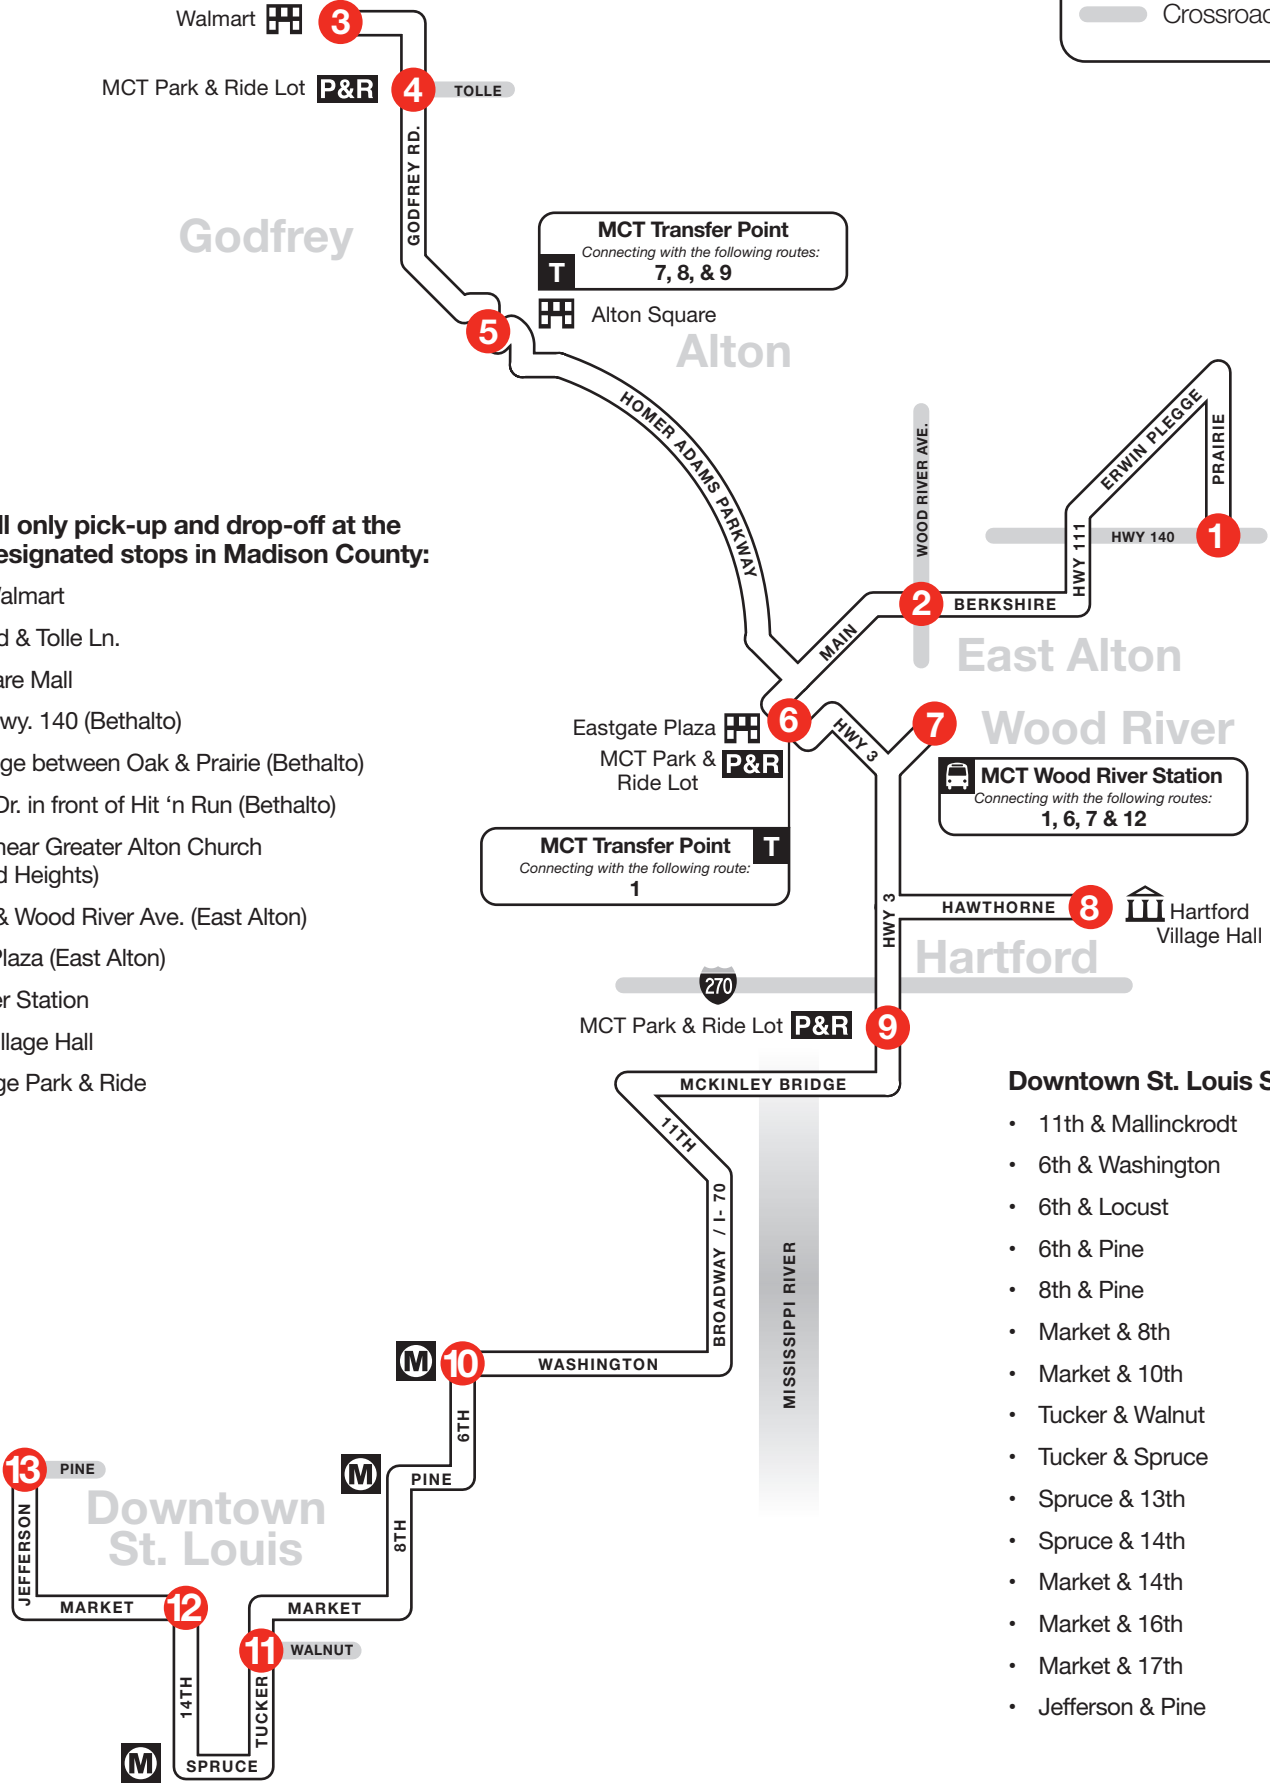 Walmart
3
Crossroad
MCT Park & Ride Lot P&R
4
TOLLE
GODFREY RD.
Godfrey
MCT Transfer Point
Connecting with the following routes:
7, 8, & 9
T
Alton Square
5
Alton
HOMER ADAMS PARKWAY
WOOD RIVER AVE.
ERWIN PLEGGE
PRAIRIE
HWY 140
1
HWY 111
2
BERKSHIRE
MAIN
East Alton
ll only pick-up and drop-off at the
esignated stops in Madison County:
Walmart
d & Tolle Ln.
are Mall
wy. 140 (Bethalto)
ge between Oak & Prairie (Bethalto)
Dr. in front of Hit ‘n Run (Bethalto)
near Greater Alton Church
d Heights)
& Wood River Ave. (East Alton)
Plaza (East Alton)
er Station
illage Hall
ge Park & Ride
Eastgate Plaza
MCT Park &
Ride Lot
P&R
6
HWY 3
7
Wood River
MCT Wood River Station
Connecting with the following routes:
1, 6, 7 & 12
MCT Transfer Point
Connecting with the following route:
1
T
HWY 3
HAWTHORNE
8
Hartford
Village Hall
Hartford
270
MCT Park & Ride Lot P&R
9
MCKINLEY BRIDGE
11TH
BROADWAY / I- 70
MISSISSIPPI RIVER
M
10
WASHINGTON
6TH
M
PINE
8TH
13
PINE
Downtown
St. Louis
JEFFERSON
MARKET
12
MARKET
11
WALNUT
14TH
TUCKER
M
SPRUCE
Downtown St. Louis S
• 11th & Mallinckrodt
• 6th & Washington
• 6th & Locust
• 6th & Pine
• 8th & Pine
• Market & 8th
• Market & 10th
• Tucker & Walnut
• Tucker & Spruce
• Spruce & 13th
• Spruce & 14th
• Market & 14th
• Market & 16th
• Market & 17th
• Jefferson & Pine